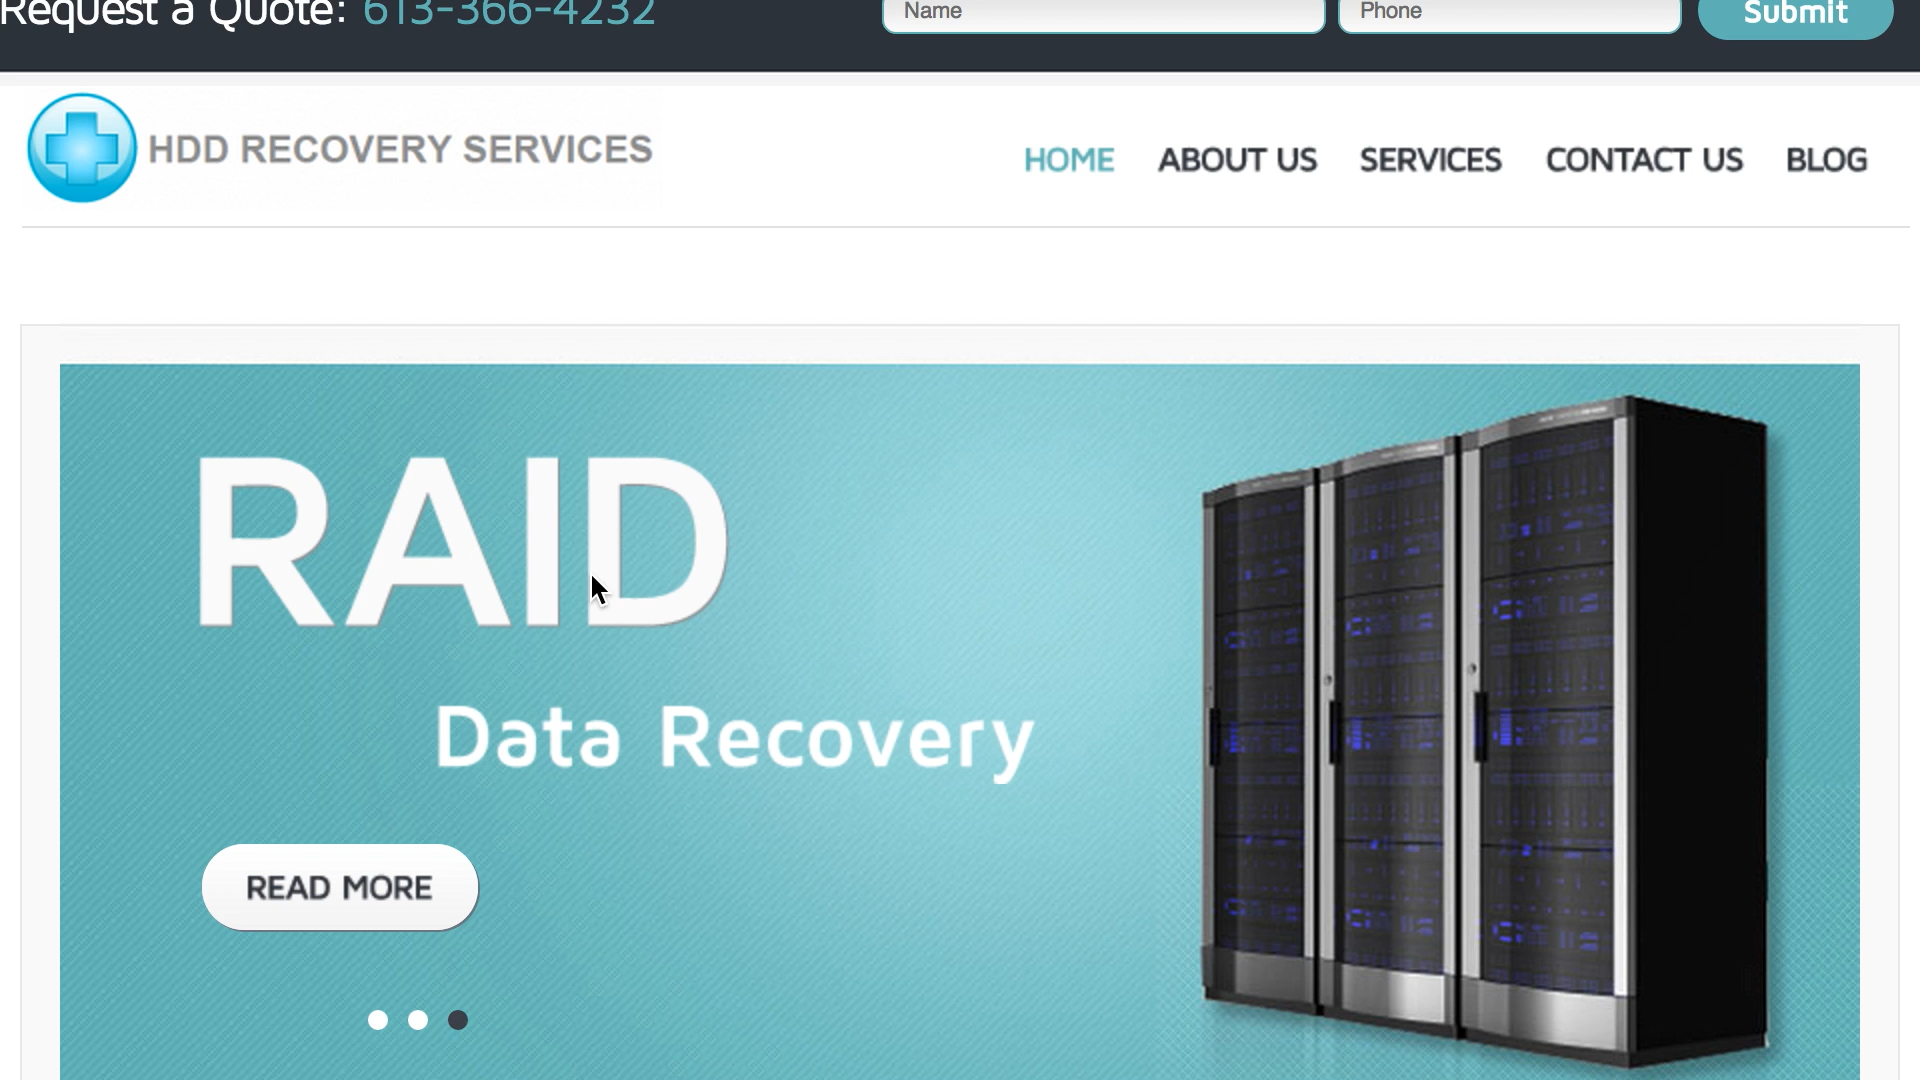 Request a Quote: 613-366-4232
Name
Phone
Submit
HDD RECOVERY SERVICES
HOME
ABOUT US
SERVICES
CONTACT US
BLOG
RAID
Data Recovery
READ MORE